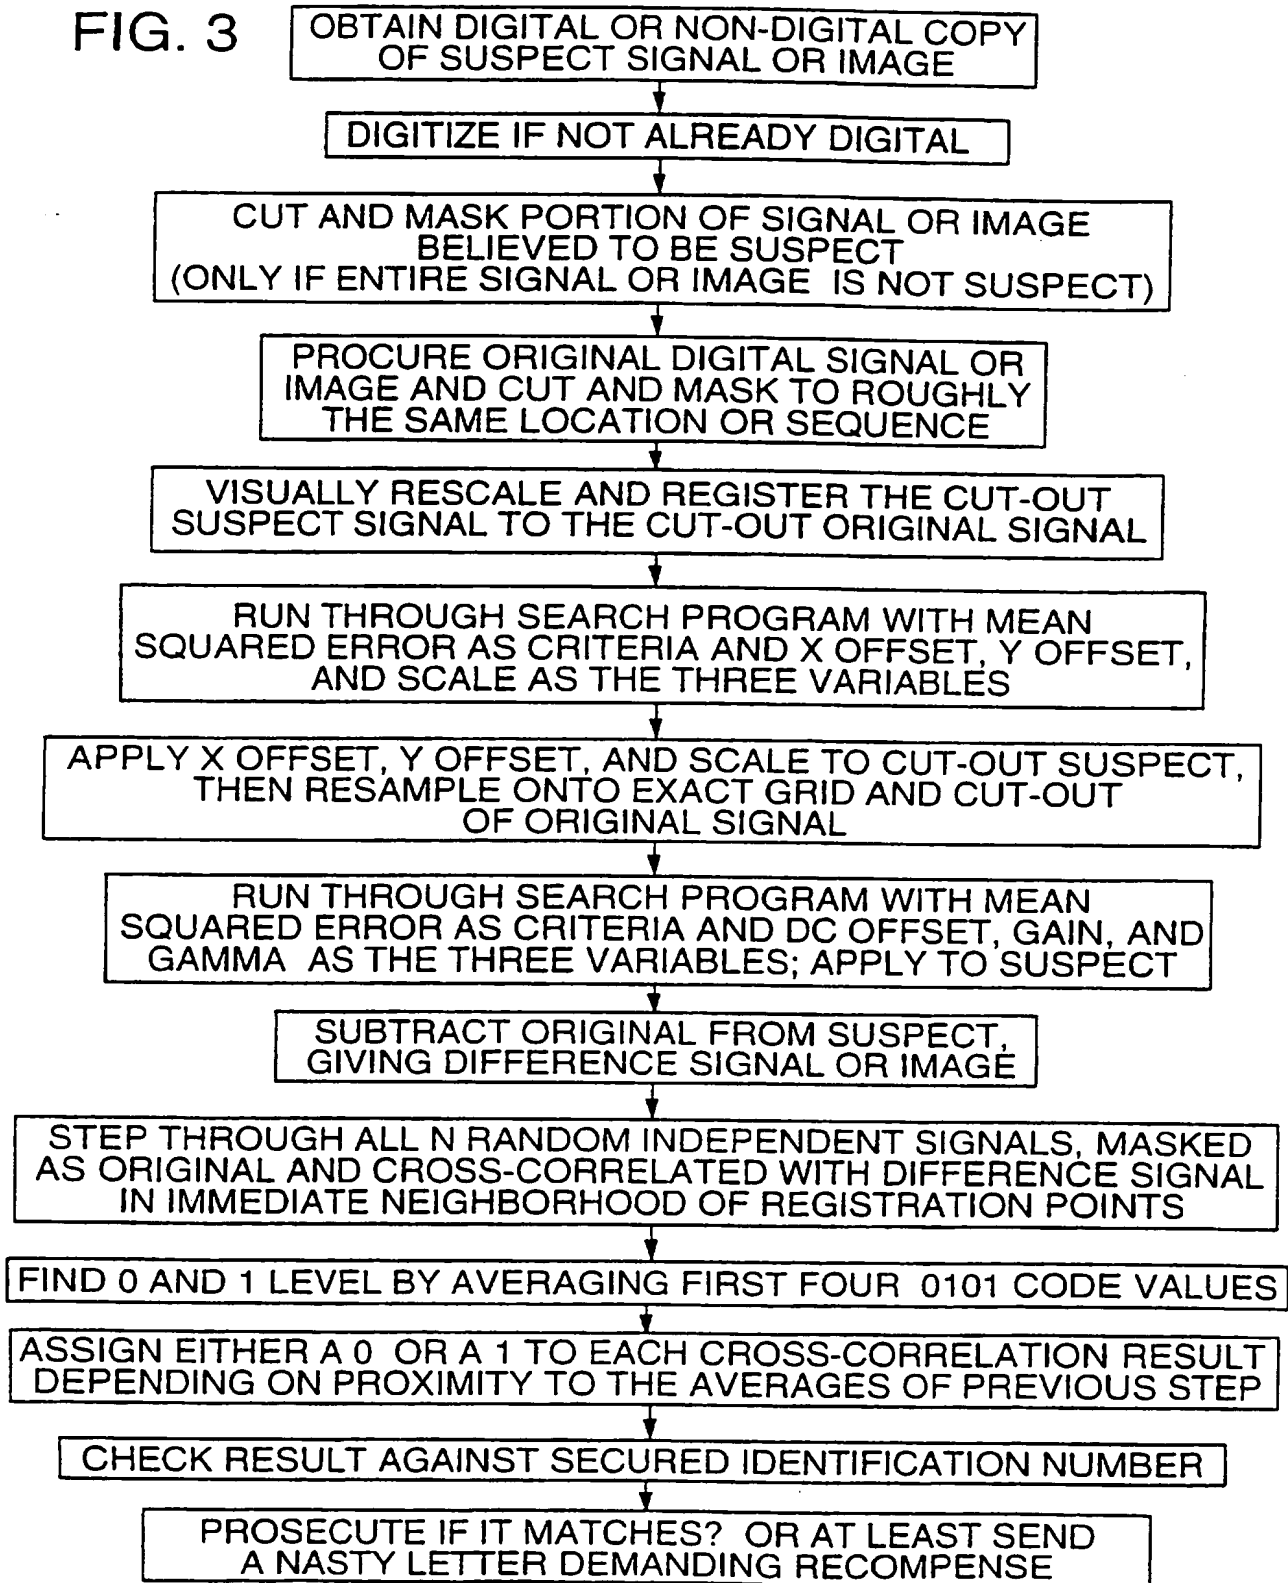 FIG. 3
OBTAIN DIGITAL OR NON-DIGITAL COPY
OF SUSPECT SIGNAL OR IMAGE
DIGITIZE IF NOT ALREADY DIGITAL
CUT AND MASK PORTION OF SIGNAL OR IMAGE
BELIEVED TO BE SUSPECT
(ONLY IF ENTIRE SIGNAL OR IMAGE IS NOT SUSPECT)
PROCURE ORIGINAL DIGITAL SIGNAL OR
IMAGE AND CUT AND MASK TO ROUGHLY
THE SAME LOCATION OR SEQUENCE
VISUALLY RESCALE AND REGISTER THE CUT-OUT
SUSPECT SIGNAL TO THE CUT-OUT ORIGINAL SIGNAL
RUN THROUGH SEARCH PROGRAM WITH MEAN
SQUARED ERROR AS CRITERIA AND X OFFSET, Y OFFSET,
AND SCALE AS THE THREE VARIABLES
APPLY X OFFSET, Y OFFSET, AND SCALE TO CUT-OUT SUSPECT,
THEN RESAMPLE ONTO EXACT GRID AND CUT-OUT
OF ORIGINAL SIGNAL
RUN THROUGH SEARCH PROGRAM WITH MEAN
SQUARED ERROR AS CRITERIA AND DC OFFSET, GAIN, AND
GAMMA AS THE THREE VARIABLES; APPLY TO SUSPECT
SUBTRACT ORIGINAL FROM SUSPECT,
GIVING DIFFERENCE SIGNAL OR IMAGE
STEP THROUGH ALL N RANDOM INDEPENDENT SIGNALS, MASKED
AS ORIGINAL AND CROSS-CORRELATED WITH DIFFERENCE SIGNAL
IN IMMEDIATE NEIGHBORHOOD OF REGISTRATION POINTS
FIND 0 AND 1 LEVEL BY AVERAGING FIRST FOUR 0101 CODE VALUES
ASSIGN EITHER A 0 OR A 1 TO EACH CROSS-CORRELATION RESULT
DEPENDING ON PROXIMITY TO THE AVERAGES OF PREVIOUS STEP
CHECK RESULT AGAINST SECURED IDENTIFICATION NUMBER
PROSECUTE IF IT MATCHES? OR AT LEAST SEND
A NASTY LETTER DEMANDING RECOMPENSE